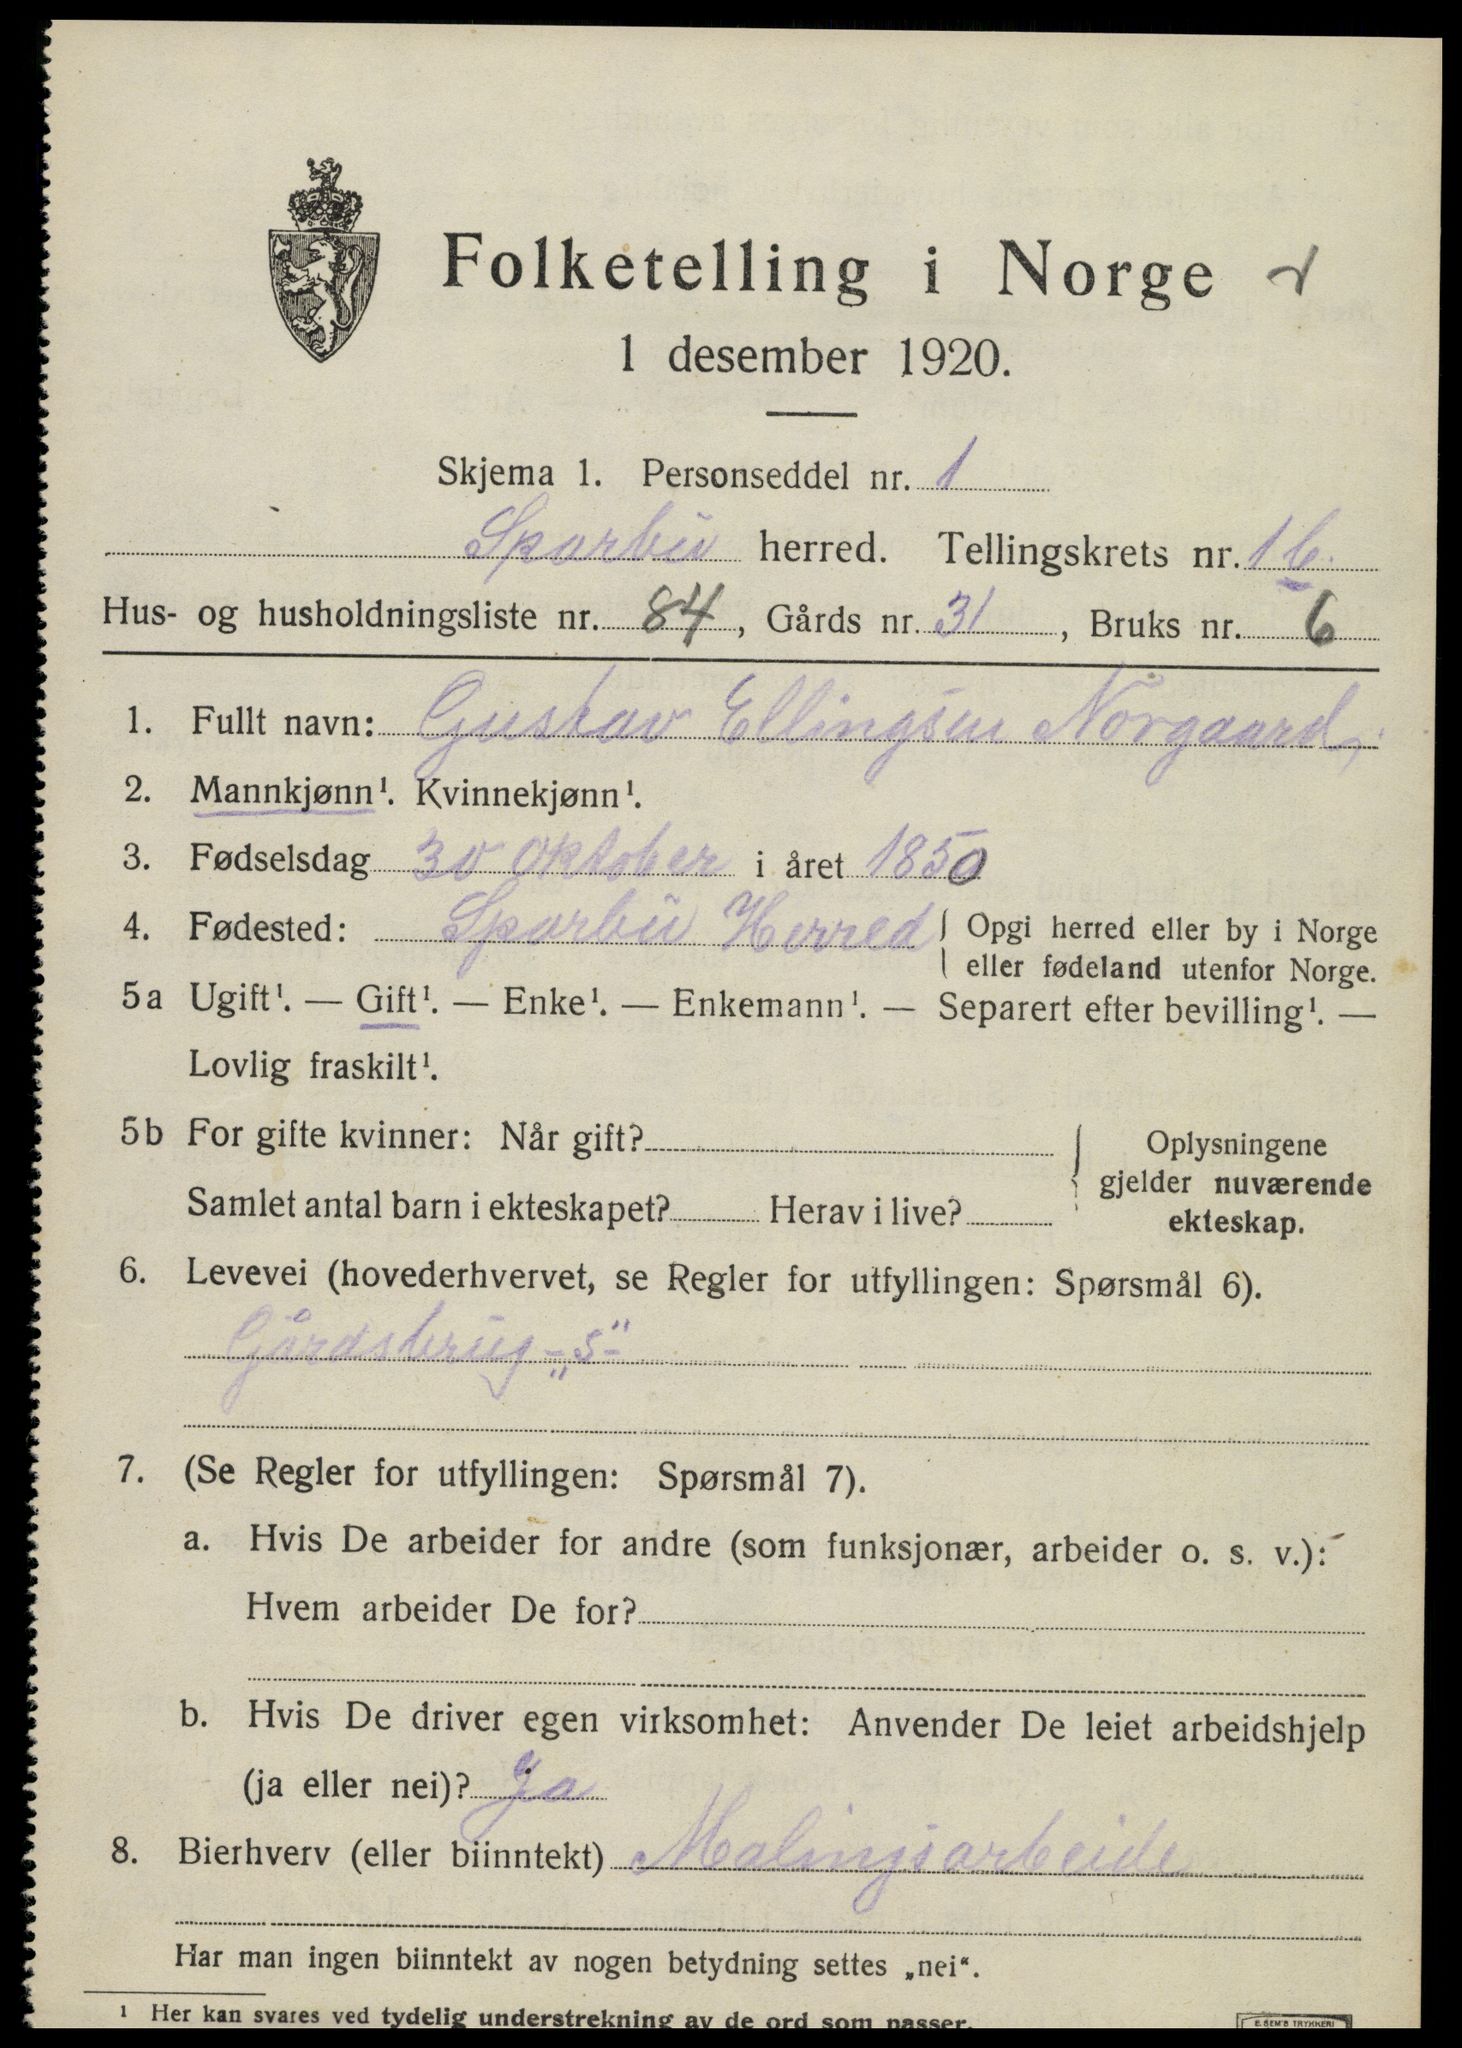 Folketelling i Norge
1 desember 1920.
Skjema 1. Personseddel nr. 1
Sparbu herred. Tellingskrets nr. 1 b.
Hus- og husholdningsliste nr. 84, Gårds nr. 31, Bruks nr. 6
1. Fullt navn: Gustav Ellingsen Norgaard,
2. Mannkjønn¹. Kvinnekjønn¹.
3. Fødselsdag 30 Oktober i året 1850
4. Fødested: Sparbu Herred { Opgi herred eller by i Norge
eller fødeland utenfor Norge.
5a Ugift¹. — Gift¹. — Enke¹. — Enkemann¹. — Separert efter bevilling¹. —
Lovlig fraskilt¹.
5b For gifte kvinner: Når gift? { Oplysningene
gjelder nuværende
Samlet antal barn i ekteskapet? Herav i live?
ekteskap.
6. Levevei (hovederhvervet, se Regler for utfyllingen: Spørsmål 6).
Gårdsbrug -„s“-
7. (Se Regler for utfyllingen: Spørsmål 7).
a. Hvis De arbeider for andre (som funksjonær, arbeider o. s. v.):
Hvem arbeider De for?
b. Hvis De driver egen virksomhet: Anvender De leiet arbeidshjelp
(ja eller nei)? Ja
8. Bierhverv (eller biinntekt) Malingsarbeide
Har man ingen biinntekt av nogen betydning settes „nei“.
¹ Her kan svares ved tydelig understrekning av de ord som passer.
E. SEM'S TRYKKERI